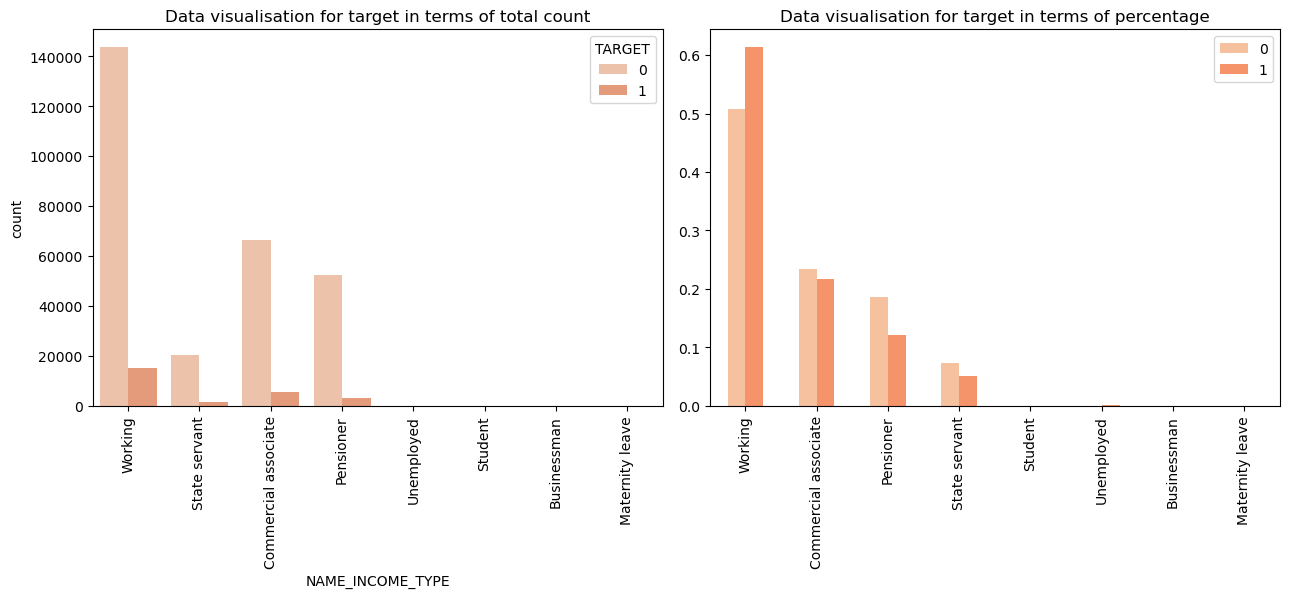 Data visualisation for target in terms of total count
140000
120000
100000
80000
60000
40000
20000
0
count
TARGET
0
1
Working
State servant
Commercial associate
Pensioner
Unemployed
Student
Businessman
Maternity leave
NAME_INCOME_TYPE
Data visualisation for target in terms of percentage
0.6
0.5
0.4
0.3
0.2
0.1
0.0
0
1
Working
Commercial associate
Pensioner
State servant
Student
Unemployed
Businessman
Maternity leave